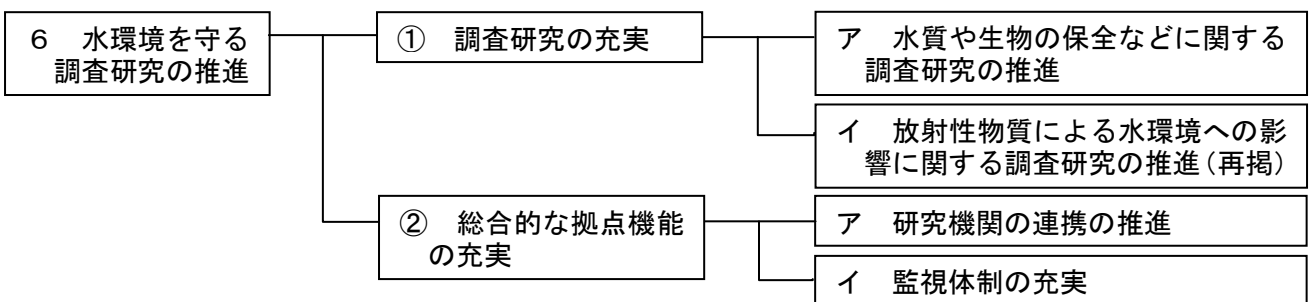 ６　水環境を守る
調査研究の推進
①　調査研究の充実
ア　水質や生物の保全などに関する
調査研究の推進
イ　放射性物質による水環境への影
響に関する調査研究の推進（再掲）
②　総合的な拠点機能
の充実
ア　研究機関の連携の推進
イ　監視体制の充実